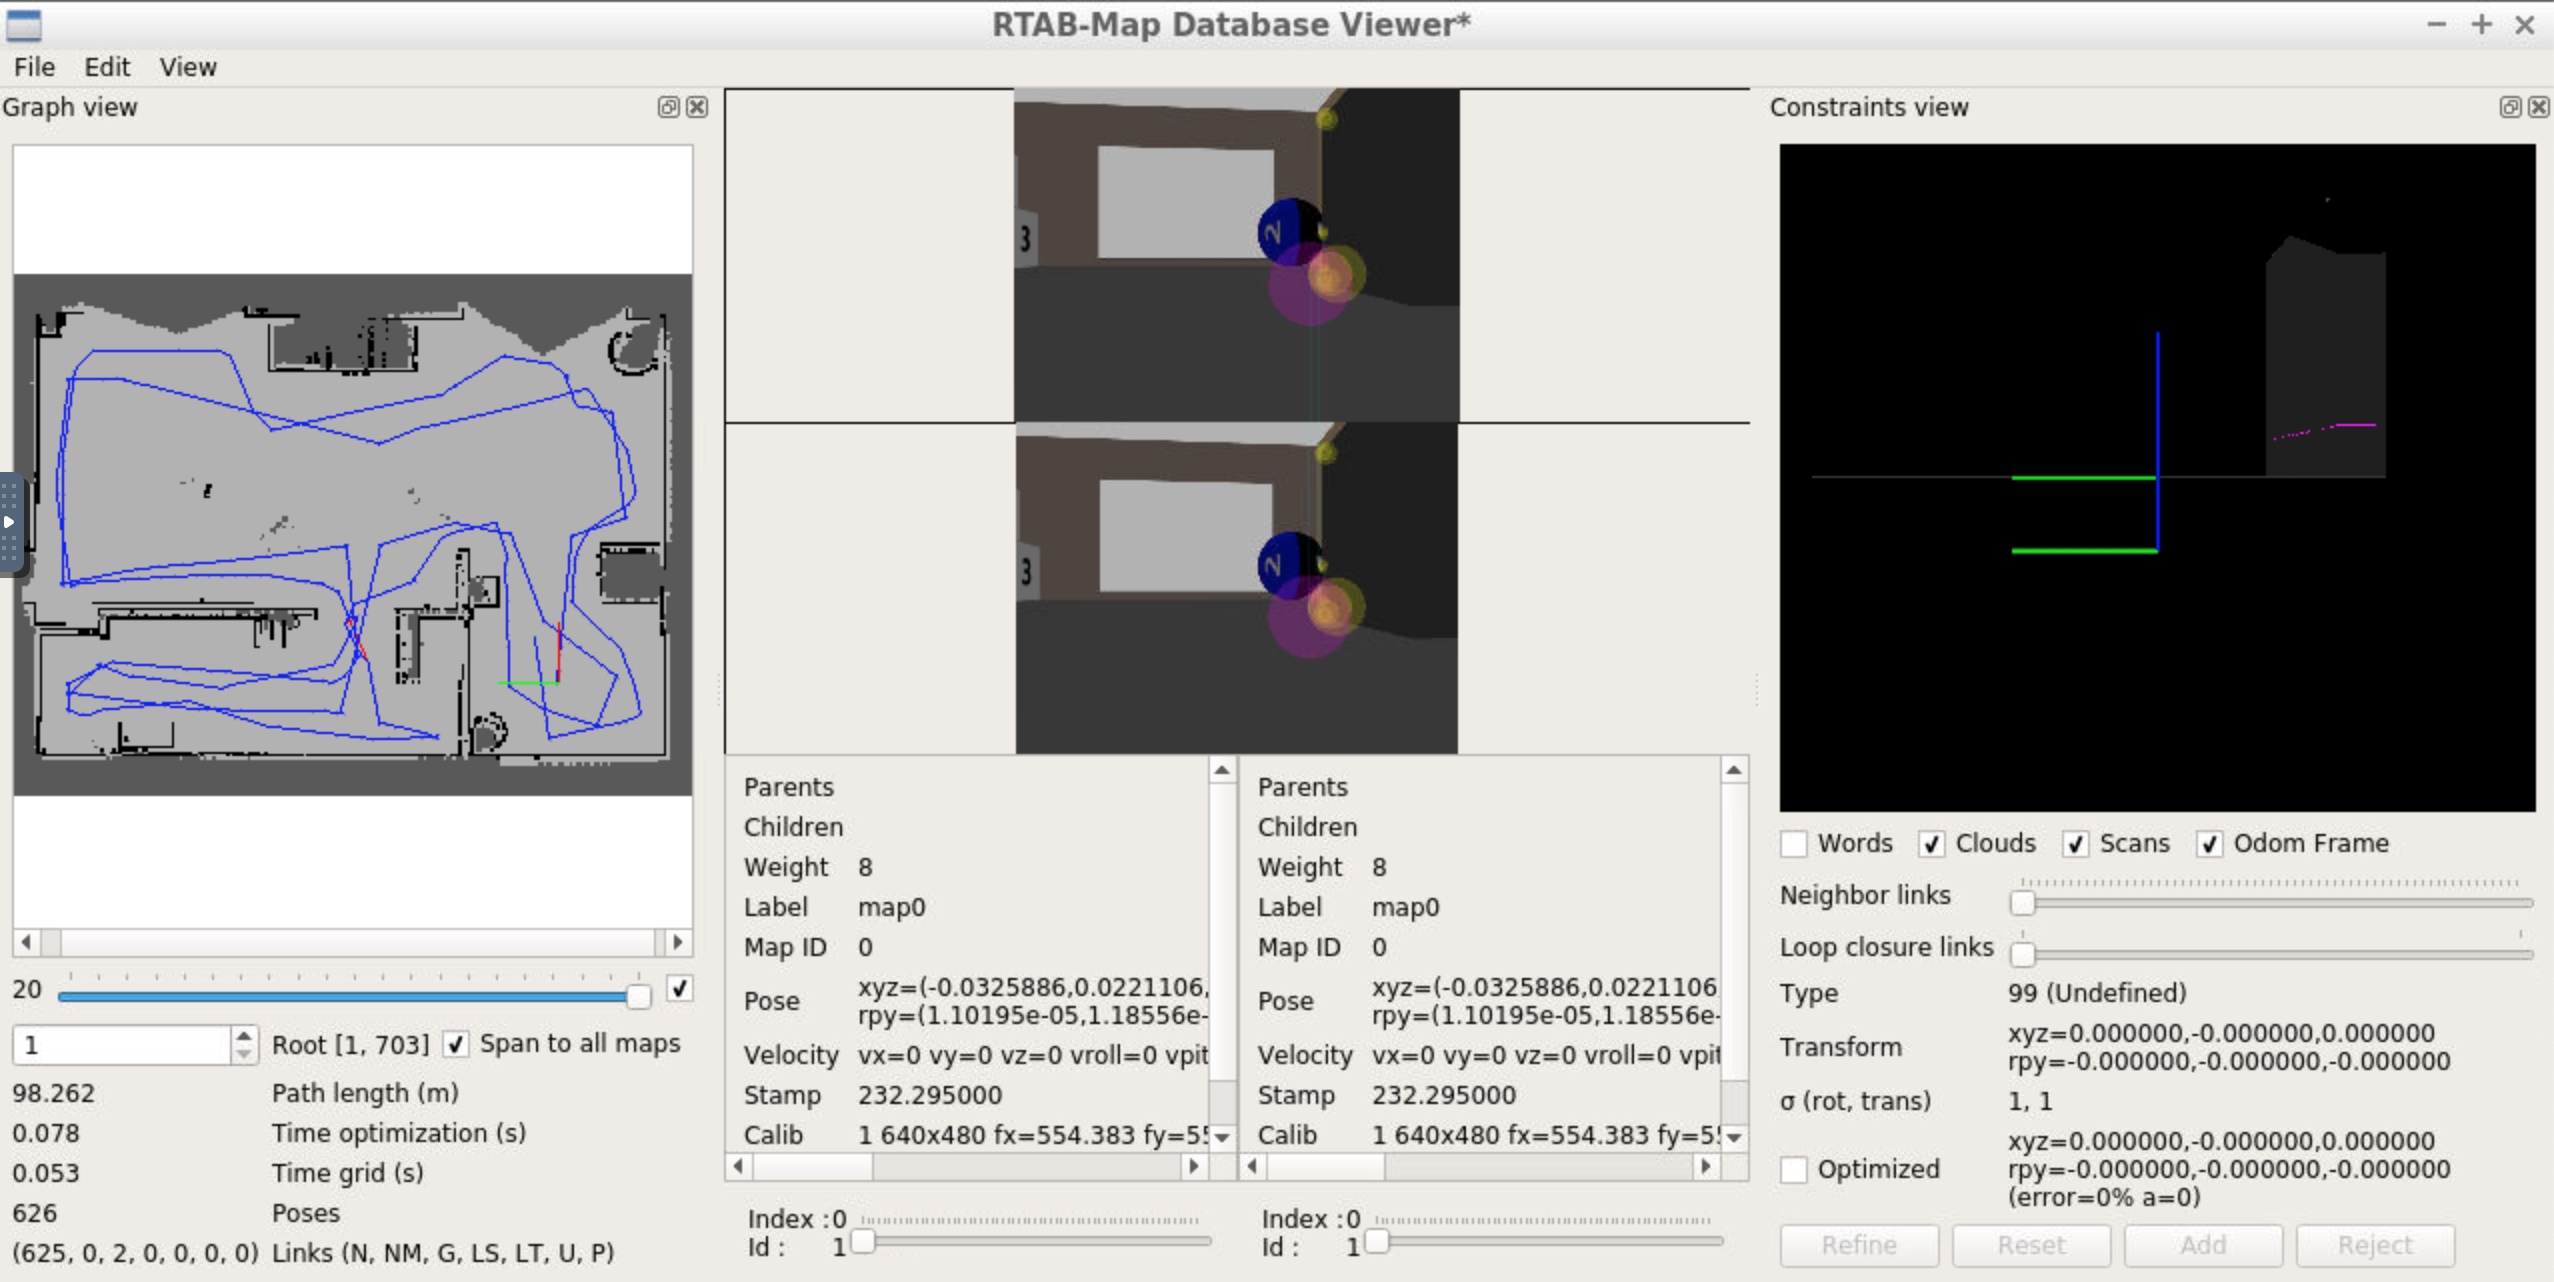 RTAB-Map Database Viewer*
File Edit View
Graph view
20
1 Root [1, 703] Span to all maps
98.262 Path length (m)
0.078 Time optimization (s)
0.053 Time grid (s)
626 Poses
(625, 0, 2, 0, 0, 0, 0) Links (N, NM, G, LS, LT, U, P)
3 2
3 2
Parents
Children
Weight 8
Label map0
Map ID 0
Pose xyz=(-0.0325886,0.0221106,
rpy=(1.10195e-05,1.18556e-
Velocity vx=0 vy=0 vz=0 vroll=0 vpit
Stamp 232.295000
Calib 1 640x480 fx=554.383 fy=55
Index :0
Id : 1
Parents
Children
Weight 8
Label map0
Map ID 0
Pose xyz=(-0.0325886,0.0221106
rpy=(1.10195e-05,1.18556e-
Velocity vx=0 vy=0 vz=0 vroll=0 vpit
Stamp 232.295000
Calib 1 640x480 fx=554.383 fy=55
Index :0
Id : 1
Constraints view
Words Clouds Scans Odom Frame
Neighbor links
Loop closure links
Type 99 (Undefined)
Transform xyz=0.000000,-0.000000,0.000000
rpy=-0.000000,-0.000000,-0.000000
σ (rot, trans) 1, 1
Optimized xyz=0.000000,-0.000000,0.000000
rpy=-0.000000,-0.000000,-0.000000
(error=0% a=0)
Refine Reset Add Reject